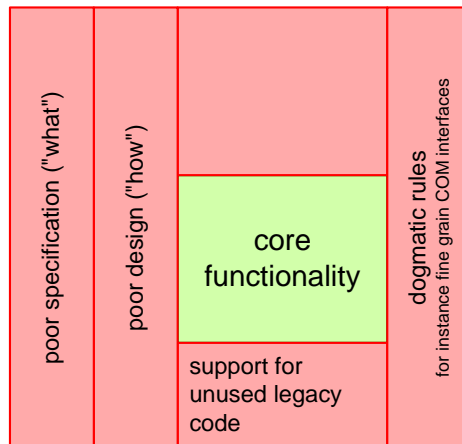 poor specification ("what")
poor design ("how")
core
functionality
support for
unused legacy
code
dogmatic rules
for instance fine grain COM interfaces